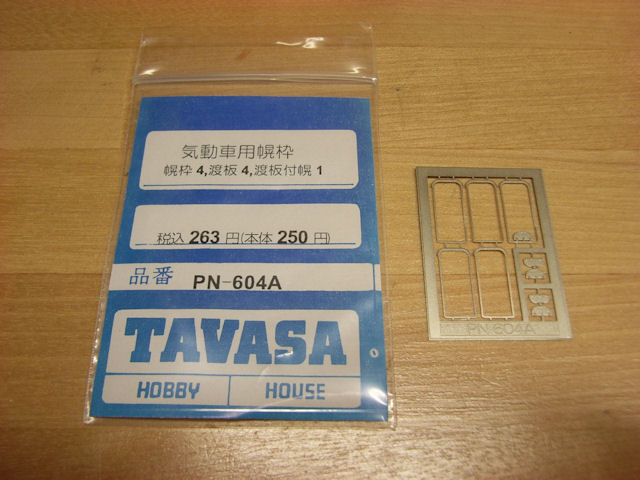 気動車用幌枠
幌枠 4,渡板 4,渡板付幌 1
税込 263 円(本体 250 円)
品番 PN-604A
TAVASA
HOBBY HOUSE
PN-604A